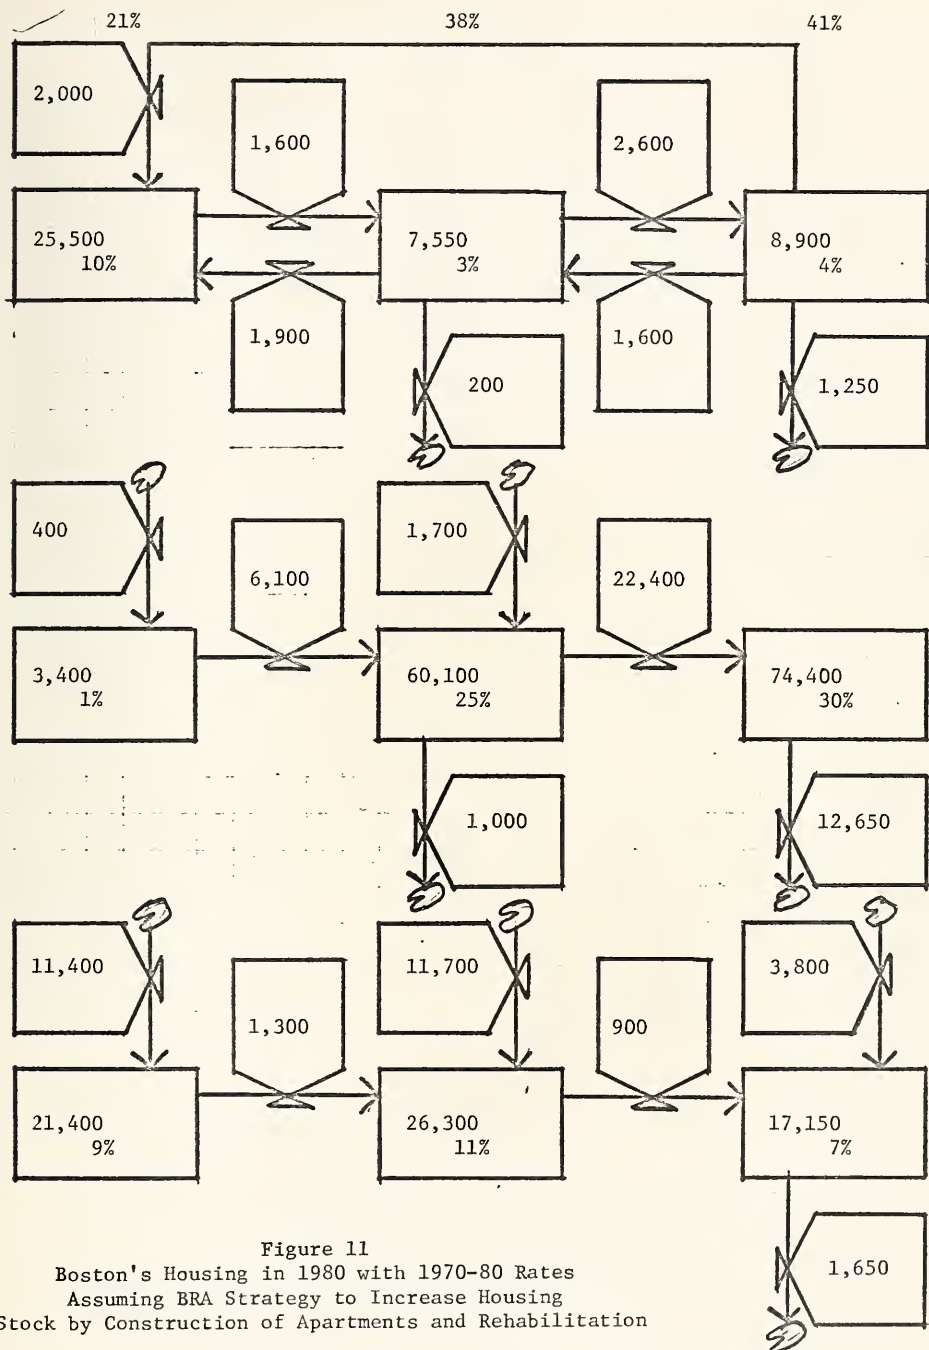 21% 38% 41%
2,000
1,600 2,600
25,500 7,550 8,900
10% 3% 4%
1,900 1,600
200 1,250
400 1,700
6,100 22,400
3,400 60,100 74,400
1% 25% 30%
1,000 12,650
11,400 11,700 3,800
1,300 900
21,400 26,300 17,150
9% 11% 7%
1,650
Figure 11
Boston's Housing in 1980 with 1970-80 Rates
Assuming BRA Strategy to Increase Housing
Stock by Construction of Apartments and Rehabilitation